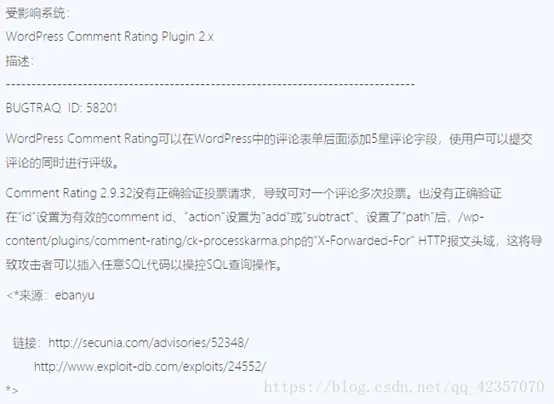 受影响系统：
WordPress Comment Rating Plugin 2.x
描述：
--------------------------------------------------------------------------------
BUGTRAQ  ID: 58201
WordPress Comment Rating可以在WordPress中的评论表单后面添加5星评论字段，使用户可以提交
评论的同时进行评级。
Comment Rating 2.9.32没有正确验证投票请求，导致可对一个评论多次投票。也没有正确验证
在"id"设置为有效的comment id、"action"设置为"add"或"subtract"、设置了"path"后，/wp-
content/plugins/comment-rating/ck-processkarma.php的"X-Forwarded-For" HTTP报文头域，这将导
致攻击者可以插入任意SQL代码以操控SQL查询操作。
<*来源：ebanyu
链接：http://secunia.com/advisories/52348/
http://www.exploit-db.com/exploits/24552/
*>
https://blog.csdn.net/qq_42357070